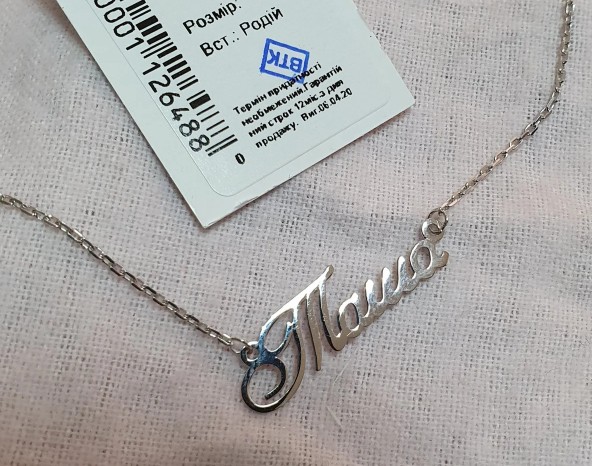 Розмір:
Вст.: Родій
ВТК
Термін придатності
необмежений.Гарантій
ний строк 12міс.з дня
продажу. Виг.06.04.20
0001126488
0